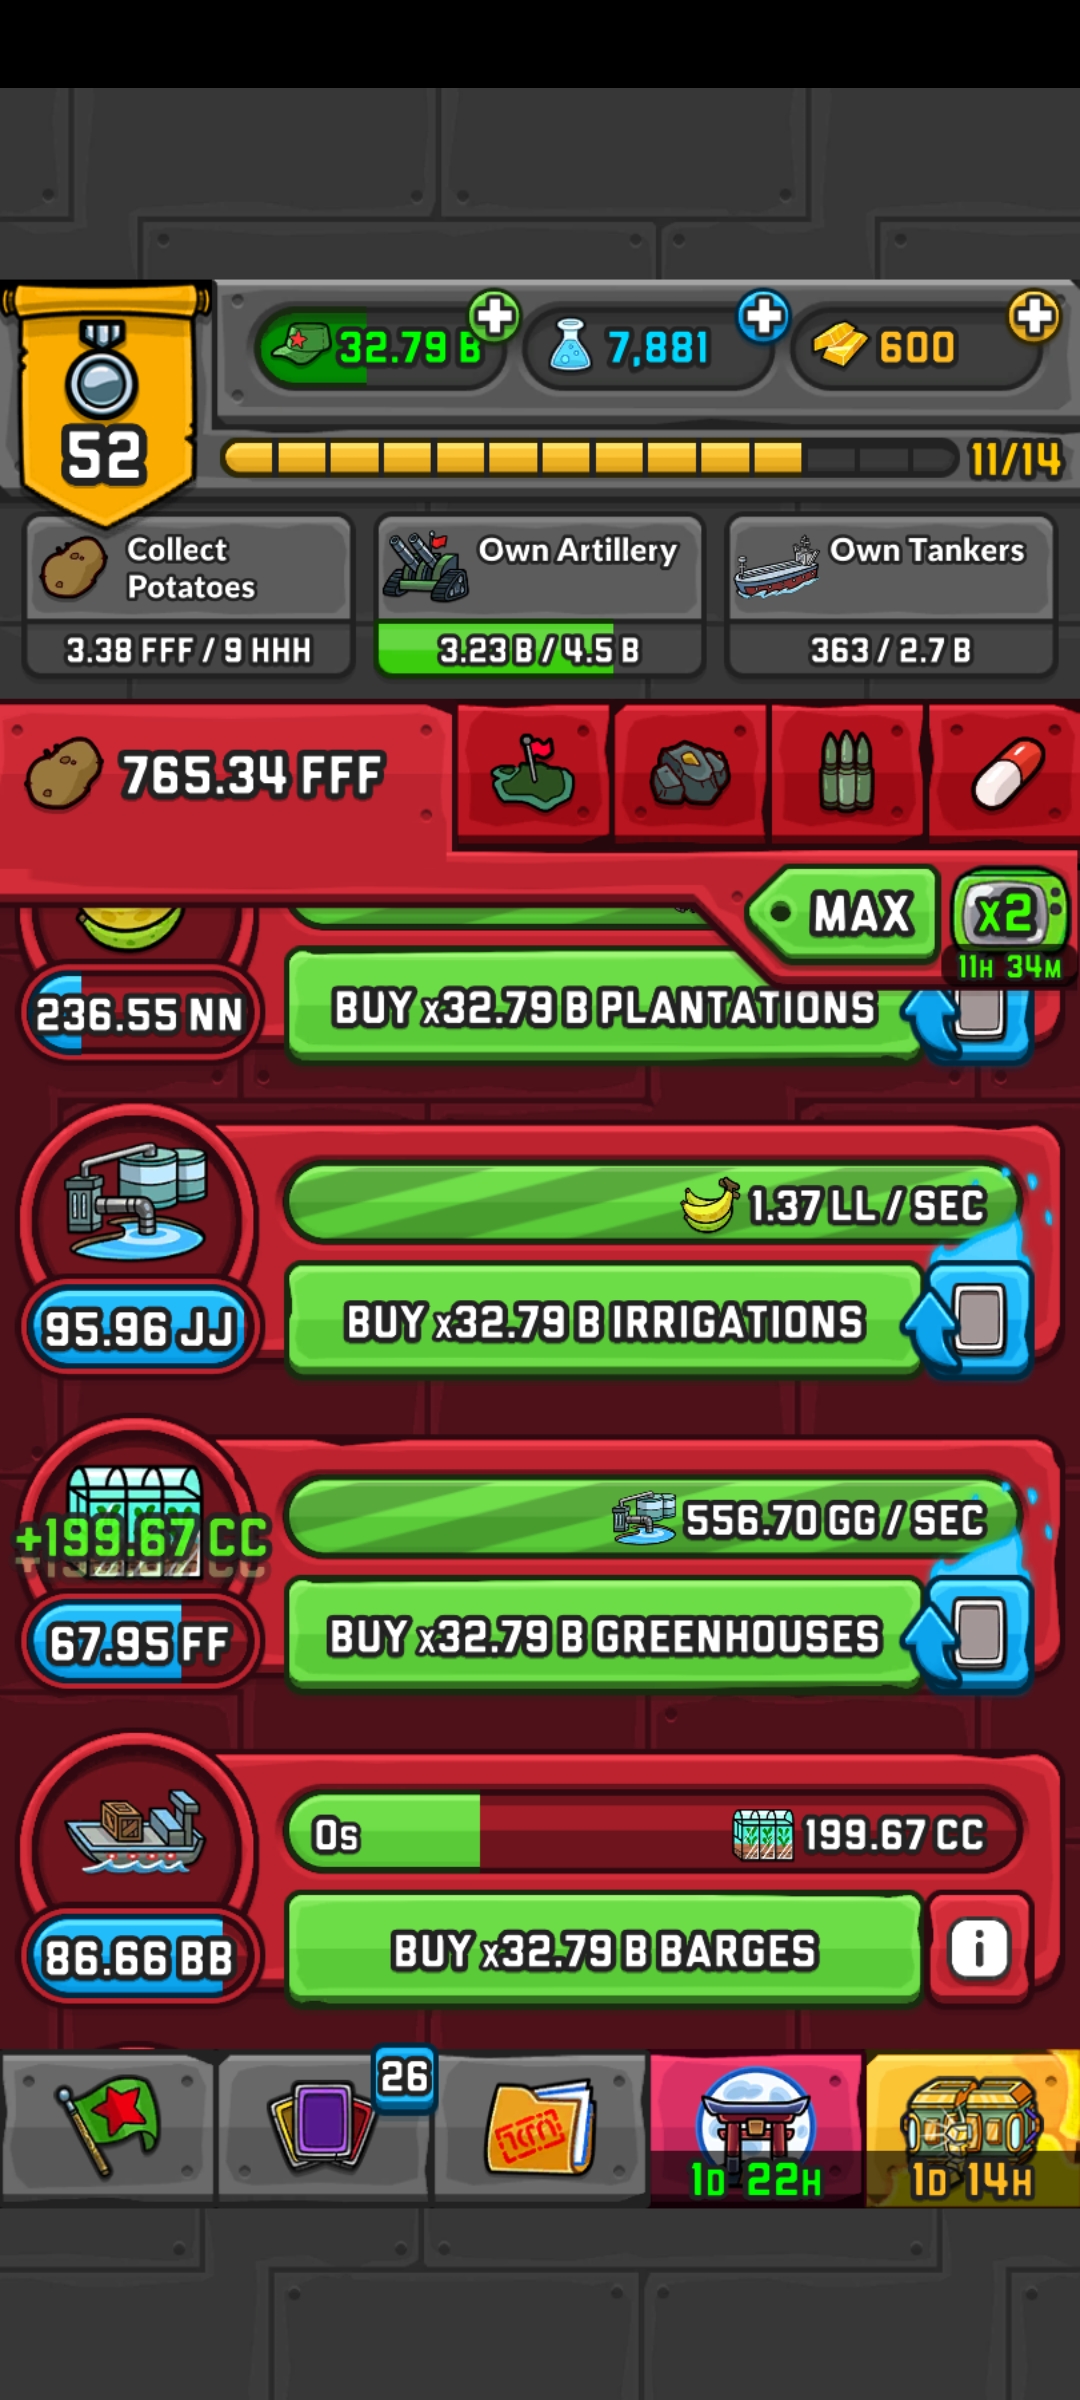 32.79 B
7,881
600
52
11/14
Collect
Potatoes
3.38 FFF / 9 HHH
Own Artillery
3.23 B / 4.5 B
Own Tankers
363 / 2.7 B
765.34 FFF
MAX
x2
11H 34M
236.55 NN
BUY x32.79 B PLANTATIONS
1.37 LL / SEC
95.96 JJ
BUY x32.79 B IRRIGATIONS
+199.67 CC
556.70 GG / SEC
67.95 FF
BUY x32.79 B GREENHOUSES
0s
199.67 CC
86.66 BB
BUY x32.79 B BARGES
i
26
1D 22H
1D 14H